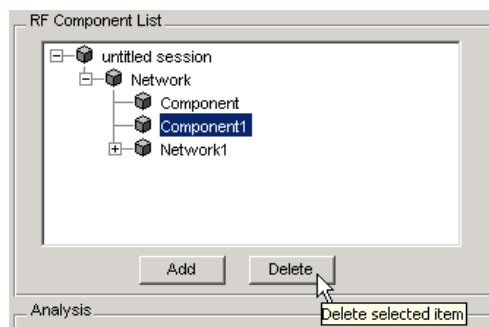 RF Component List
untitled session
Network
Component
Component1
Network1
Add Delete
Analysis
Delete selected item